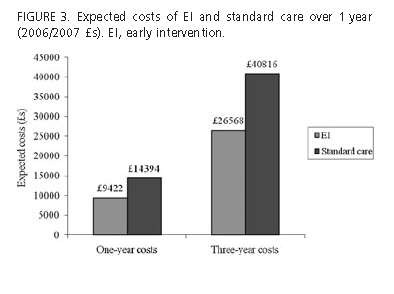 FIGURE 3. Expected costs of EI and standard care over 1 year
(2006/2007 £s). EI, early intervention.
45000
40000
35000
30000
25000
20000
15000
10000
5000
0
Expected costs (£s)
£9422
£14394
£26568
£40816
One-year costs
Three-year costs
EI
Standard care